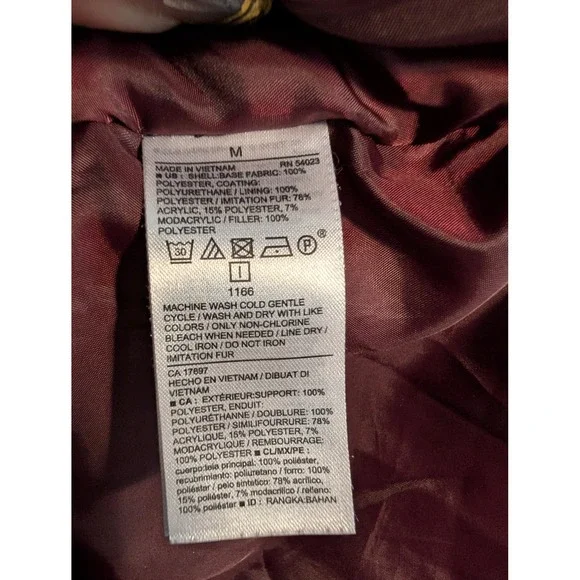 M
MADE IN VIETNAM RN 54023
■ US : SHELL:BASE FABRIC: 100%
POLYESTER, COATING:
POLYURETHANE / LINING: 100%
POLYESTER / IMITATION FUR: 78%
ACRYLIC, 15% POLYESTER, 7%
MODACRYLIC / FILLER: 100%
POLYESTER
30 P ®
I
1166
MACHINE WASH COLD GENTLE
CYCLE / WASH AND DRY WITH LIKE
COLORS / ONLY NON-CHLORINE
BLEACH WHEN NEEDED / LINE DRY /
COOL IRON / DO NOT IRON
IMITATION FUR
CA 17897
HECHO EN VIETNAM / DIBUAT DI
VIETNAM
■ CA : EXTÉRIEUR:SUPPORT: 100%
POLYESTER, ENDUIT:
POLYURÉTHANNE / DOUBLURE: 100%
POLYESTER / SIMILIFOURRURE: 78%
ACRYLIQUE, 15% POLYESTER, 7%
MODACRYLIQUE / REMBOURRAGE:
100% POLYESTER ■ CL/MX/PE :
cuerpo:tela principal: 100% poliéster,
recubrimiento: poliuretano / forro: 100%
poliéster / pelo sintético: 78% acrílico,
15% poliéster, 7% modacrílico / relleno:
100% poliéster ■ ID : RANGKA:BAHAN